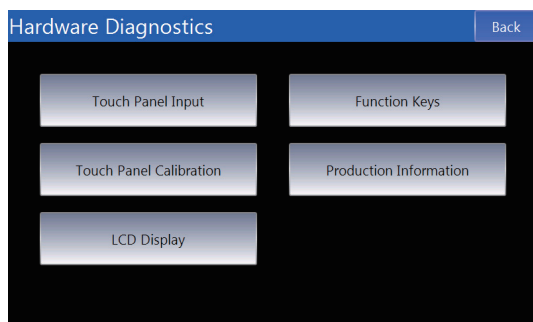 Hardware Diagnostics
Back
Touch Panel Input
Function Keys
Touch Panel Calibration
Production Information
LCD Display